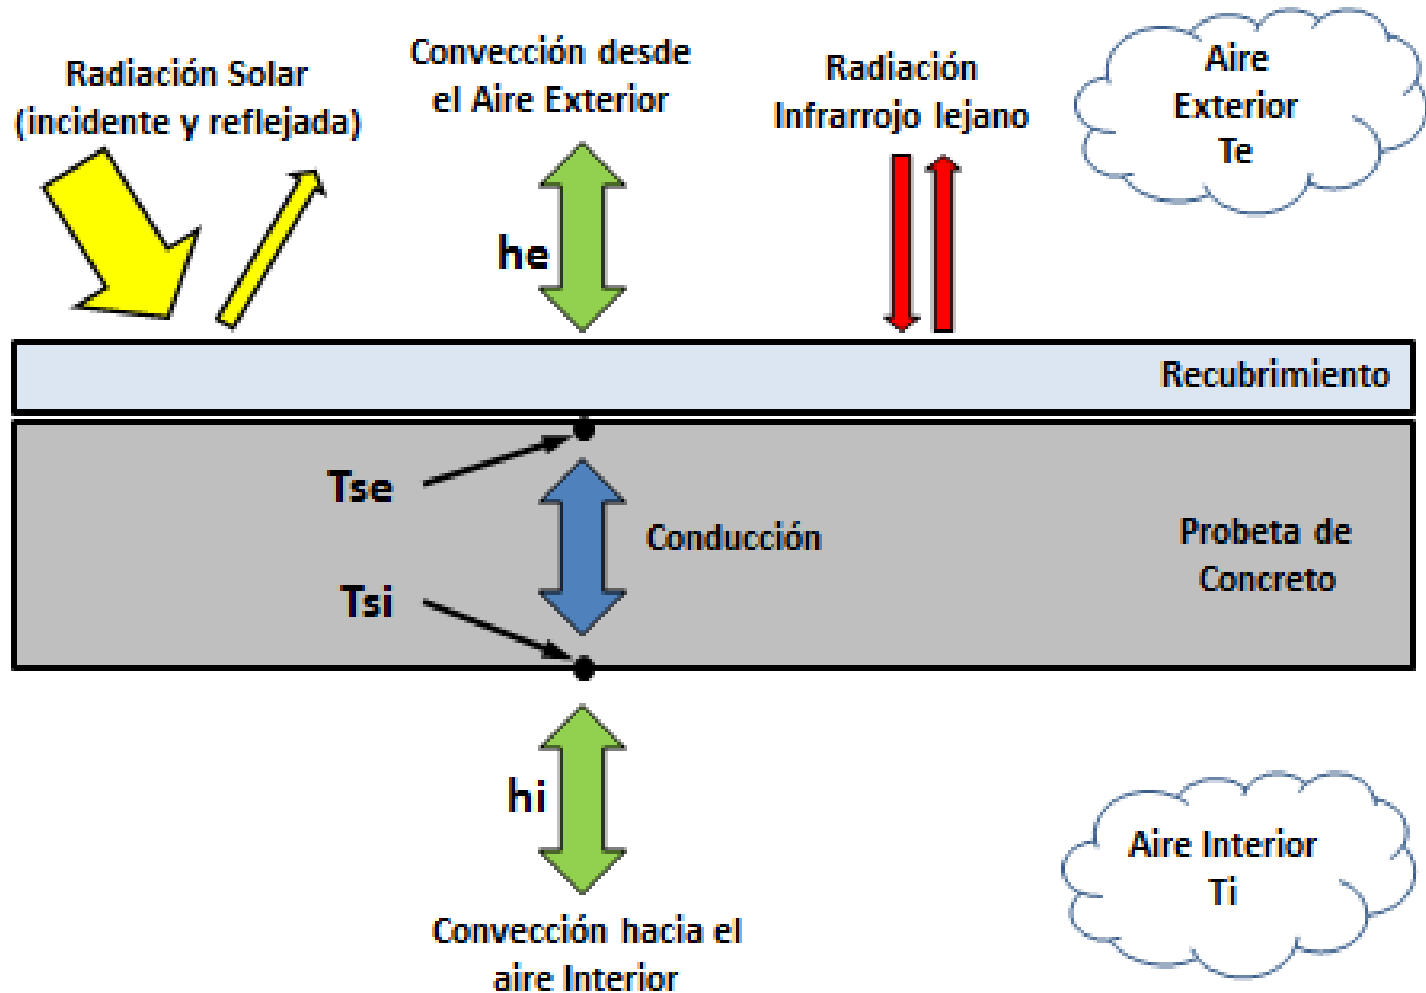 Radiación Solar
(incidente y reflejada)
Convección desde
el Aire Exterior
Radiación
Infrarrojo lejano
Aire
Exterior
Te
he
Recubrimiento
Tse
Conducción
Probeta de
Concreto
Tsi
hi
Aire Interior
Ti
Convección hacia el
aire Interior